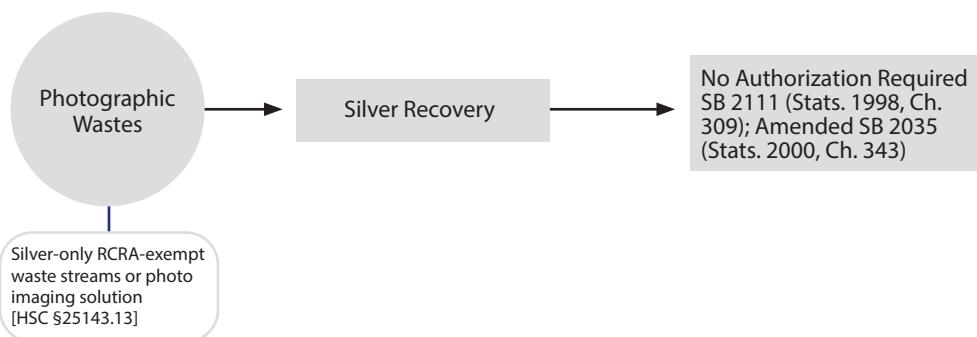 Photographic
Wastes
Silver Recovery
No Authorization Required
SB 2111 (Stats. 1998, Ch.
309); Amended SB 2035
(Stats. 2000, Ch. 343)
Silver-only RCRA-exempt
waste streams or photo
imaging solution
[HSC §25143.13]